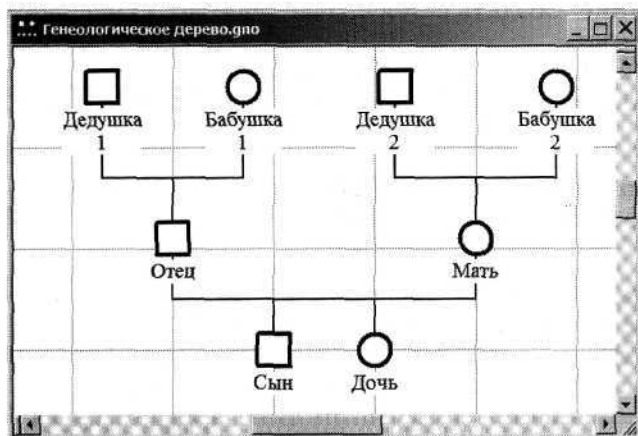 Генеологическое дерево.gno
Дедушка Бабушка Дедушка Бабушка
1 1 2 2
Отец Мать
Сын Дочь